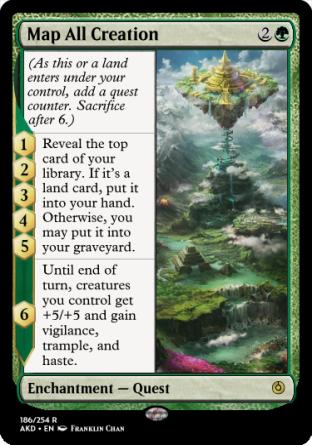 Map All Creation 2
(As this or a land
enters under your
control, add a quest
counter. Sacrifice
after 6.)
1
2
3
4
5
Reveal the top
card of your
library. If it's a
land card, put it
into your hand.
Otherwise, you
may put it into
your graveyard.
6
Until end of
turn, creatures
you control get
+5/+5 and gain
vigilance,
trample, and
haste.
Enchantment — Quest
186/254 R
AKD • EN Franklin Chan